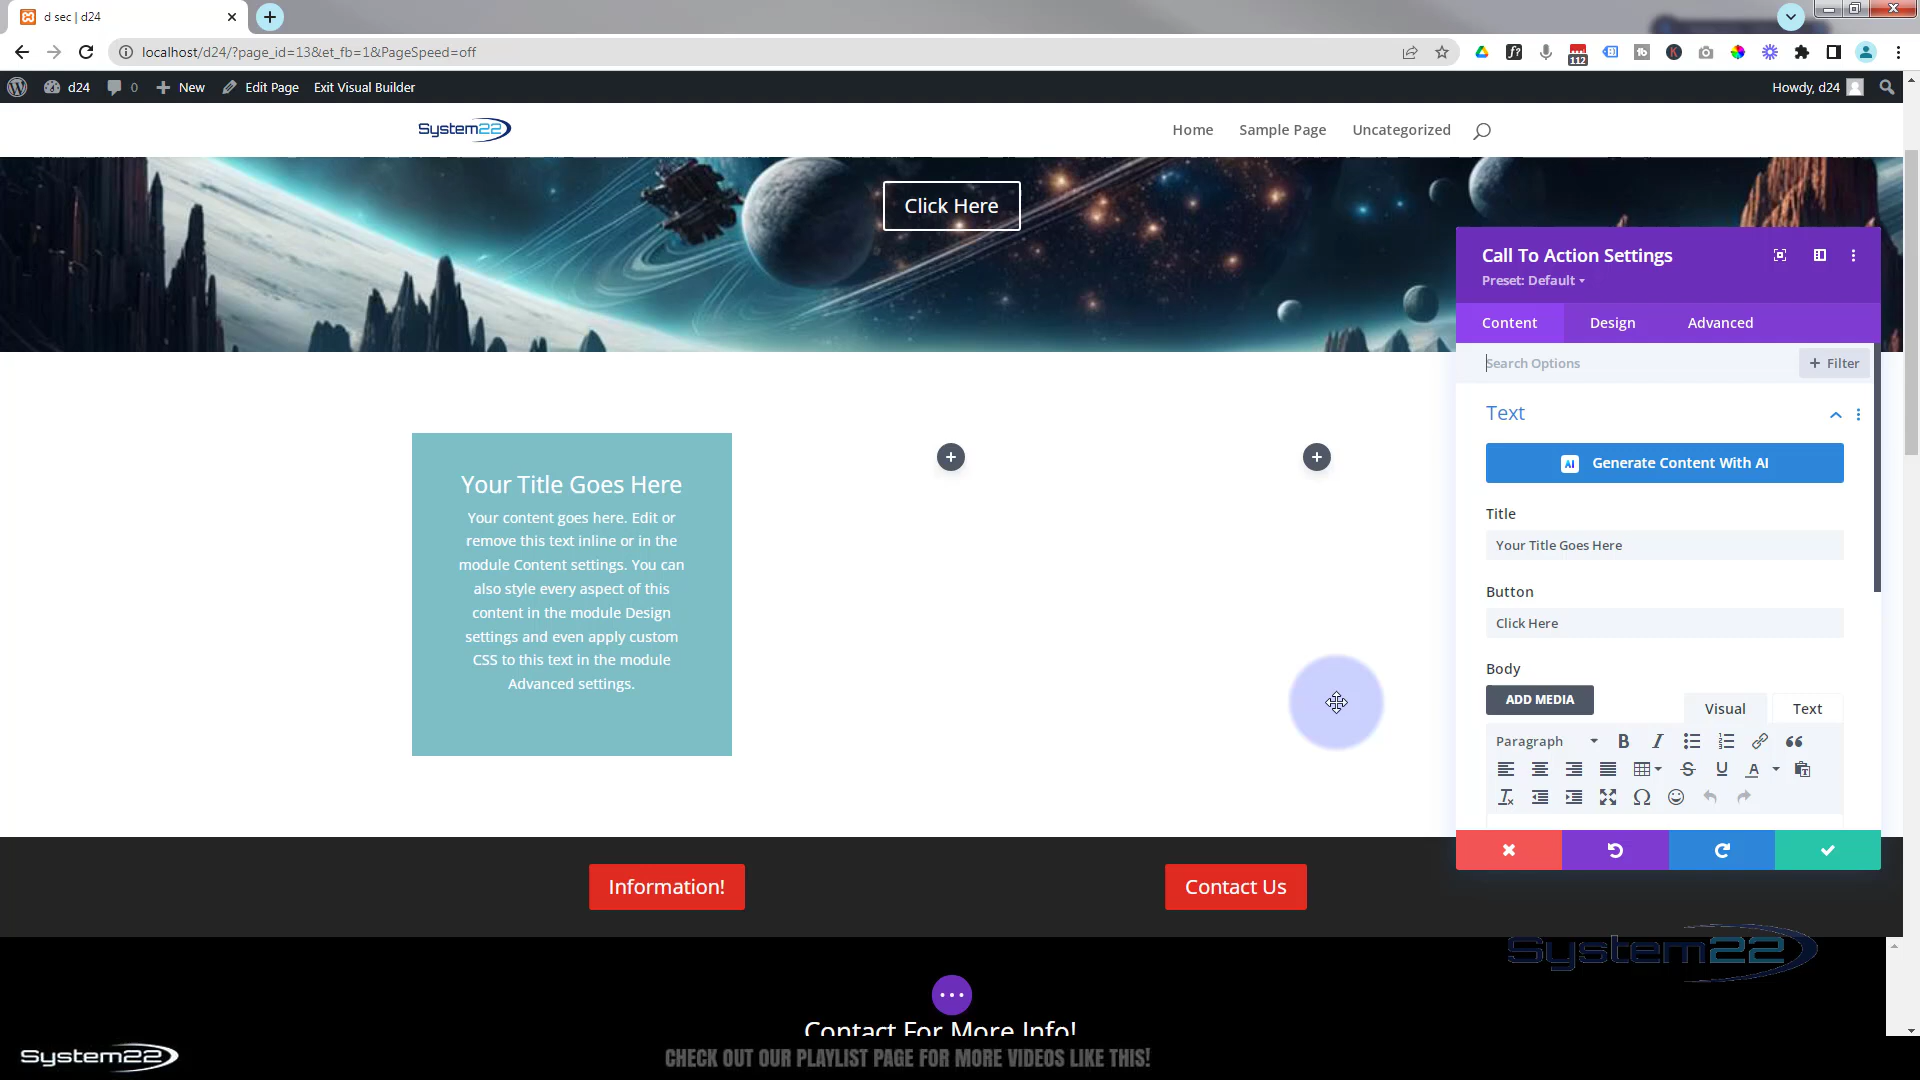 d sec | d24
localhost/d24/?page_id=13&et_fb=1&PageSpeed=off
112
d24
0
New
Edit Page
Exit Visual Builder
Howdy, d24
System22
Home
Sample Page
Uncategorized
Click Here
Call To Action Settings
Preset: Default
Content
Design
Advanced
Search Options
+ Filter
Text
AI Generate Content With AI
Title
Your Title Goes Here
Button
Click Here
Body
ADD MEDIA
Visual
Text
Paragraph
Your Title Goes Here
Your content goes here. Edit or
remove this text inline or in the
module Content settings. You can
also style every aspect of this
content in the module Design
settings and even apply custom
CSS to this text in the module
Advanced settings.
Information!
Contact Us
System22
Contact For More Info!
System22
CHECK OUT OUR PLAYLIST PAGE FOR MORE VIDEOS LIKE THIS!